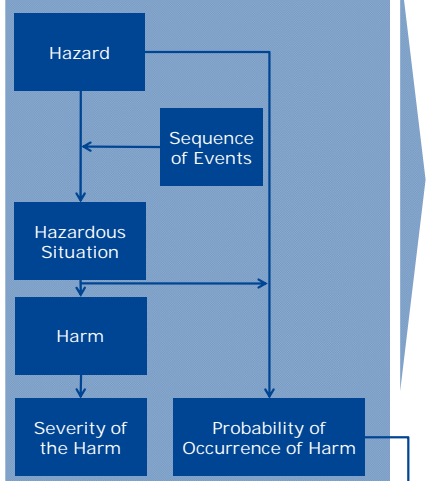 Hazard
Sequence
of Events
Hazardous
Situation
Harm
Severity of
the Harm
Probability of
Occurrence of Harm